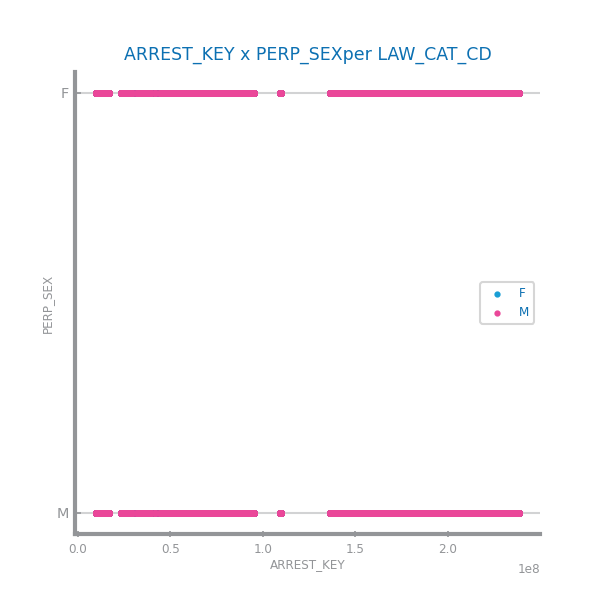 ARREST_KEY x PERP_SEXper LAW_CAT_CD
F
PERP_SEX
F
M
M
0.0 0.5 1.0 1.5 2.0
ARREST_KEY
1e8